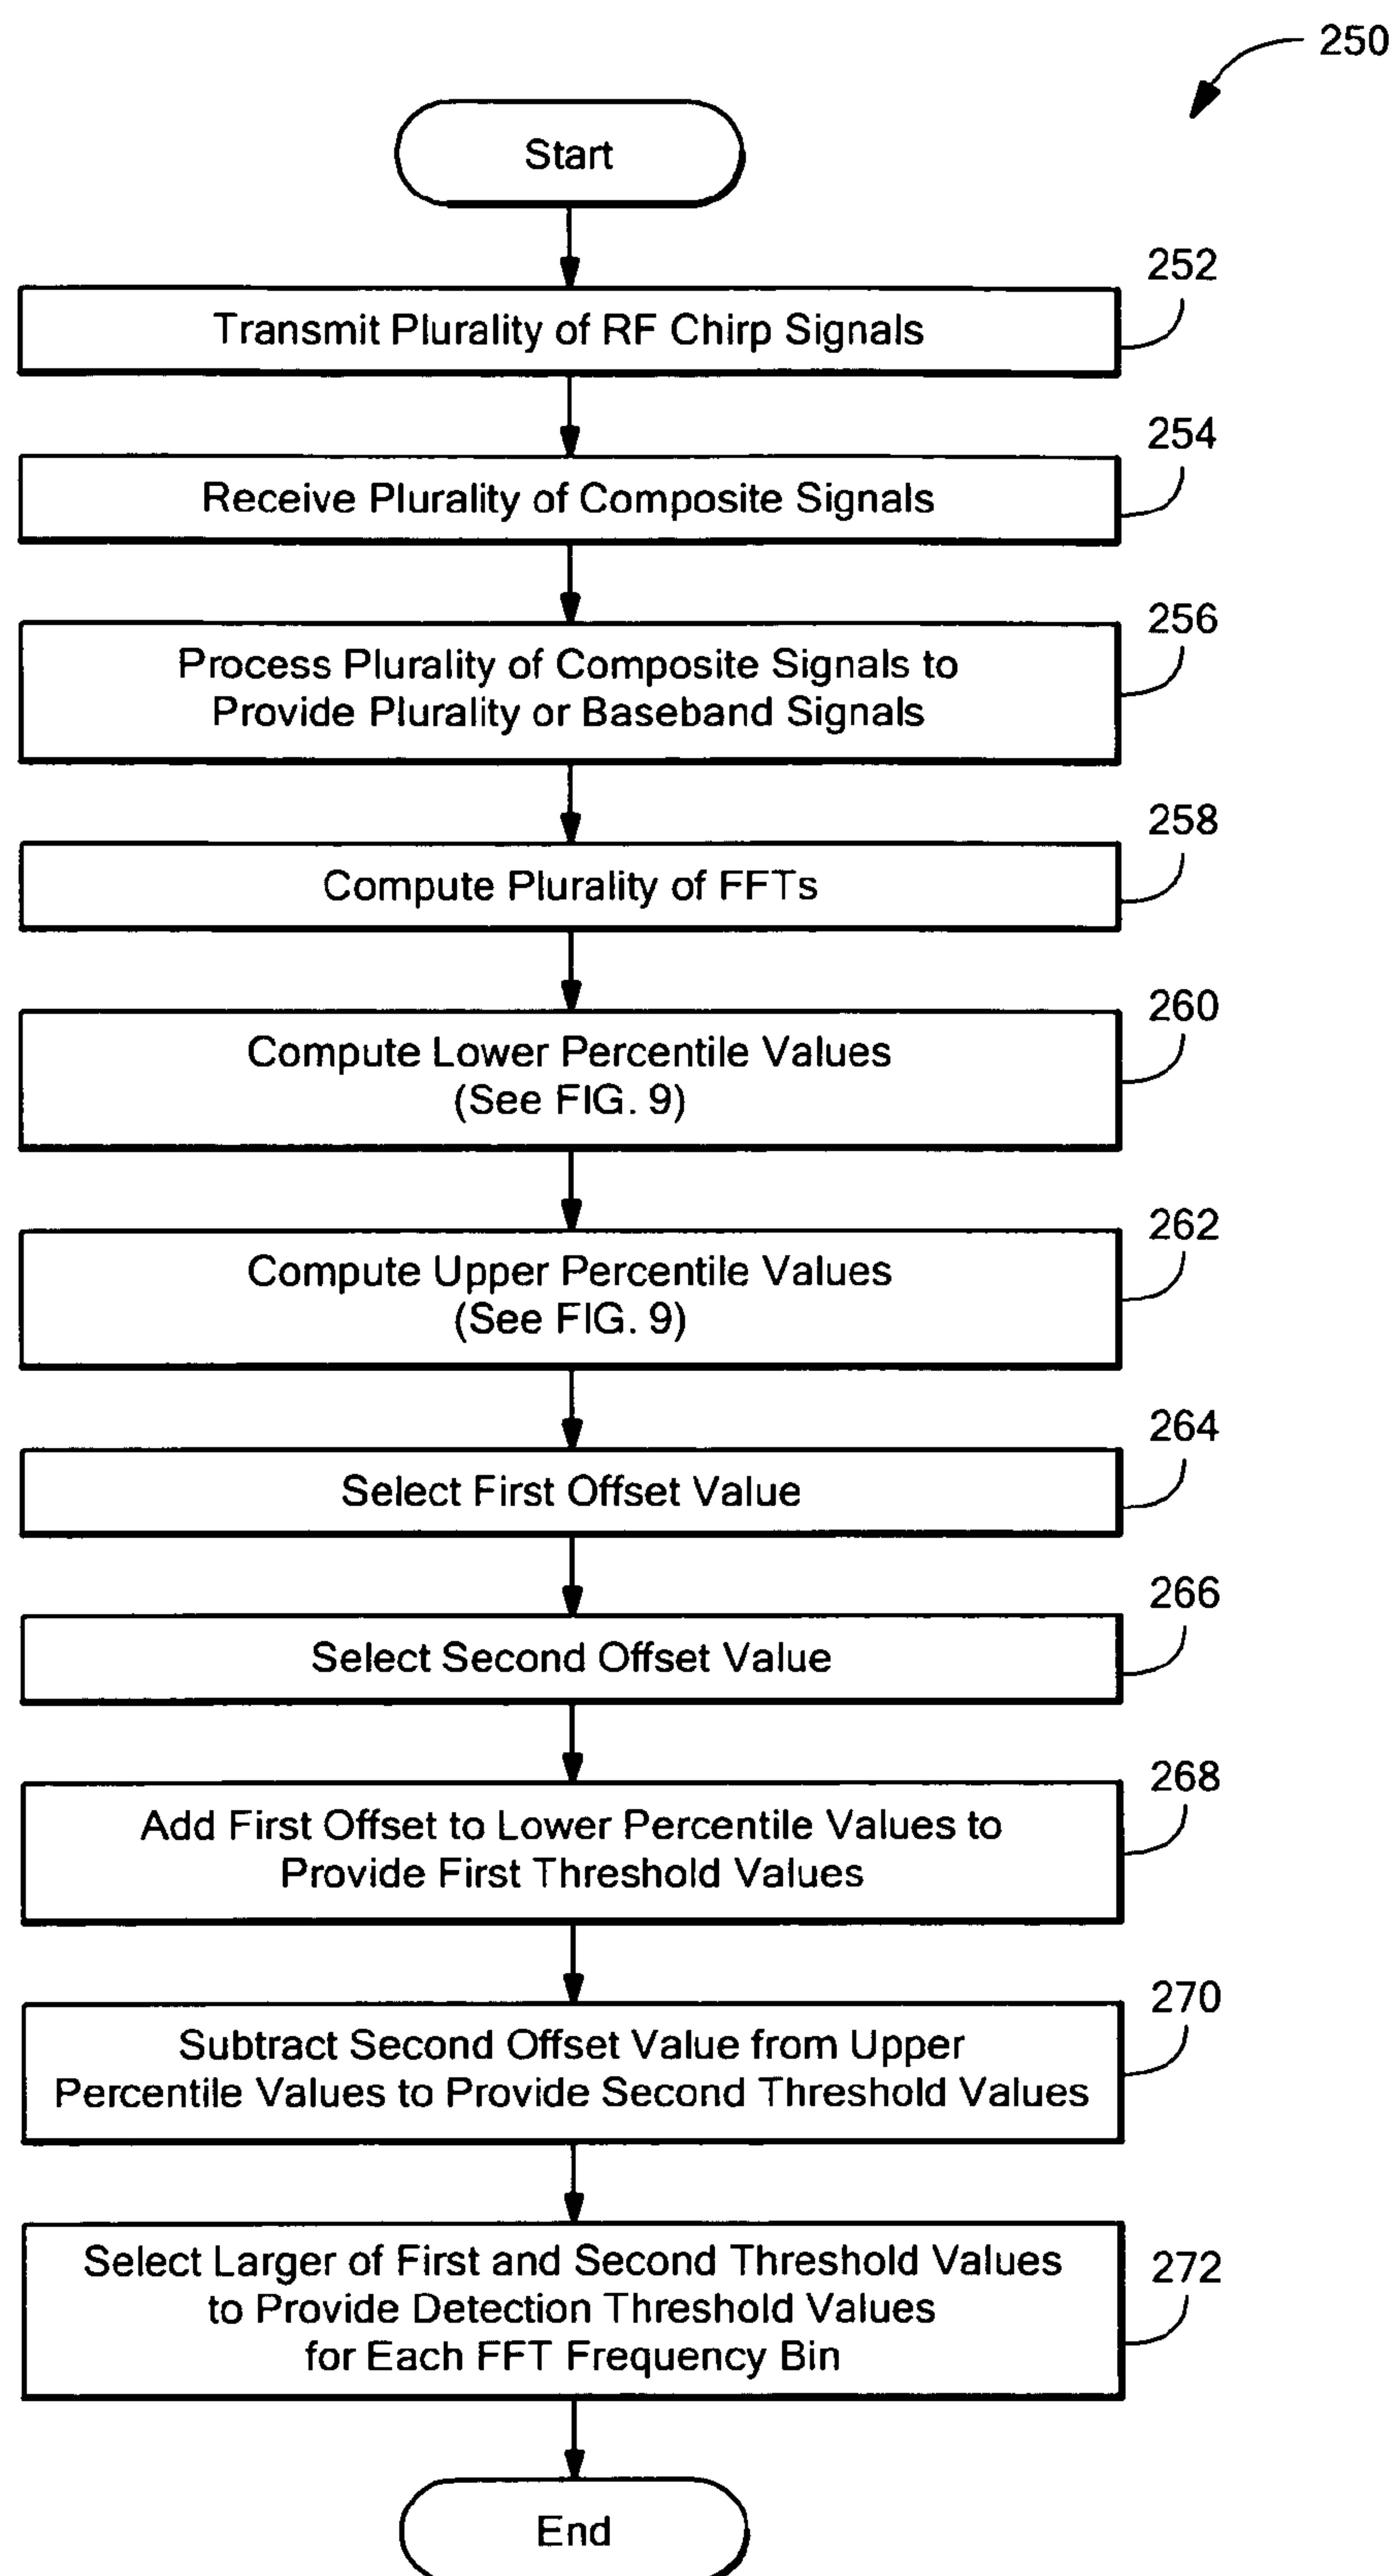 250
Start
252
Transmit Plurality of RF Chirp Signals
254
Receive Plurality of Composite Signals
256
Process Plurality of Composite Signals to
Provide Plurality or Baseband Signals
258
Compute Plurality of FFTs
260
Compute Lower Percentile Values
(See FIG. 9)
262
Compute Upper Percentile Values
(See FIG. 9)
264
Select First Offset Value
266
Select Second Offset Value
268
Add First Offset to Lower Percentile Values to
Provide First Threshold Values
270
Subtract Second Offset Value from Upper
Percentile Values to Provide Second Threshold Values
272
Select Larger of First and Second Threshold Values
to Provide Detection Threshold Values
for Each FFT Frequency Bin
End